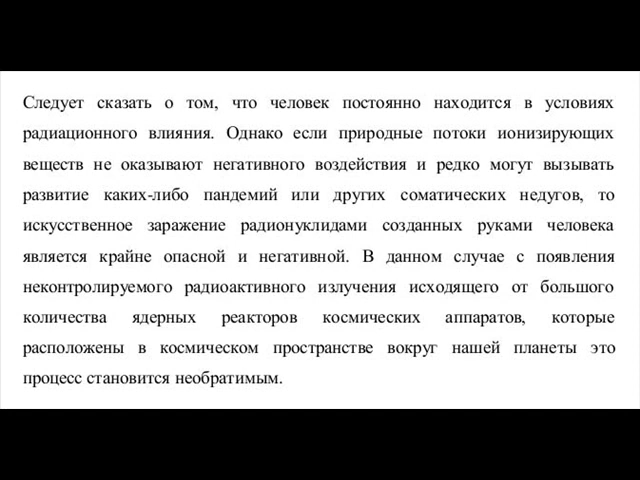 Следует сказать о том, что человек постоянно находится в условиях
радиационного влияния. Однако если природные потоки ионизирующих
веществ не оказывают негативного воздействия и редко могут вызывать
развитие каких-либо пандемий или других соматических недугов, то
искусственное заражение радионуклидами созданных руками человека
является крайне опасной и негативной. В данном случае с появления
неконтролируемого радиоактивного излучения исходящего от большого
количества ядерных реакторов космических аппаратов, которые
расположены в космическом пространстве вокруг нашей планеты это
процесс становится необратимым.